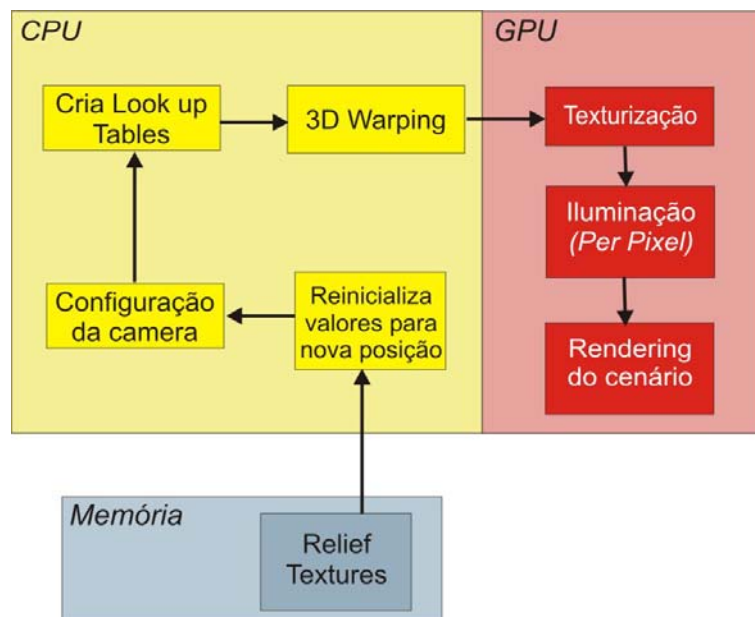 CPU
GPU
Cria Look up
Tables
3D Warping
Texturização
Iluminação
(Per Pixel)
Configuração
da camera
Reinicializa
valores para
nova posição
Rendering
do cenário
Memória
Relief
Textures